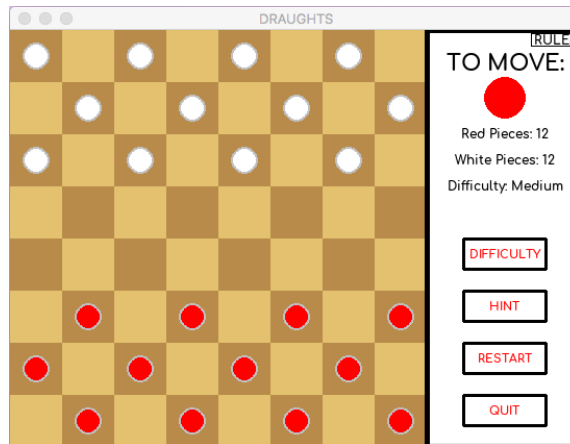 DRAUGHTS
RULE
TO MOVE:
Red Pieces: 12
White Pieces: 12
Difficulty: Medium
DIFFICULTY
HINT
RESTART
QUIT